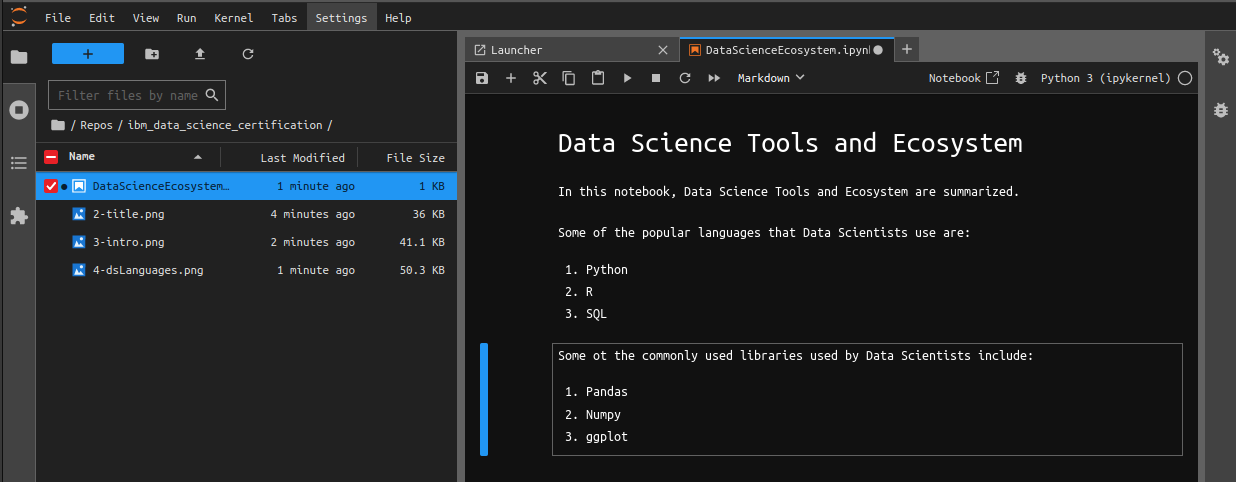 File Edit View Run Kernel Tabs Settings Help
Launcher
DataScienceEcosystem.ipyn
Filter files by name
Markdown
Notebook
Python 3 (ipykernel)
/ Repos / ibm_data_science_certification /
Name Last Modified File Size
DataScienceEcosystem… 1 minute ago 1 KB
2-title.png 4 minutes ago 36 KB
3-intro.png 2 minutes ago 41.1 KB
4-dsLanguages.png 1 minute ago 50.3 KB
Data Science Tools and Ecosystem
In this notebook, Data Science Tools and Ecosystem are summarized.
Some of the popular languages that Data Scientists use are:
1. Python
2. R
3. SQL
Some ot the commonly used libraries used by Data Scientists include:
1. Pandas
2. Numpy
3. ggplot